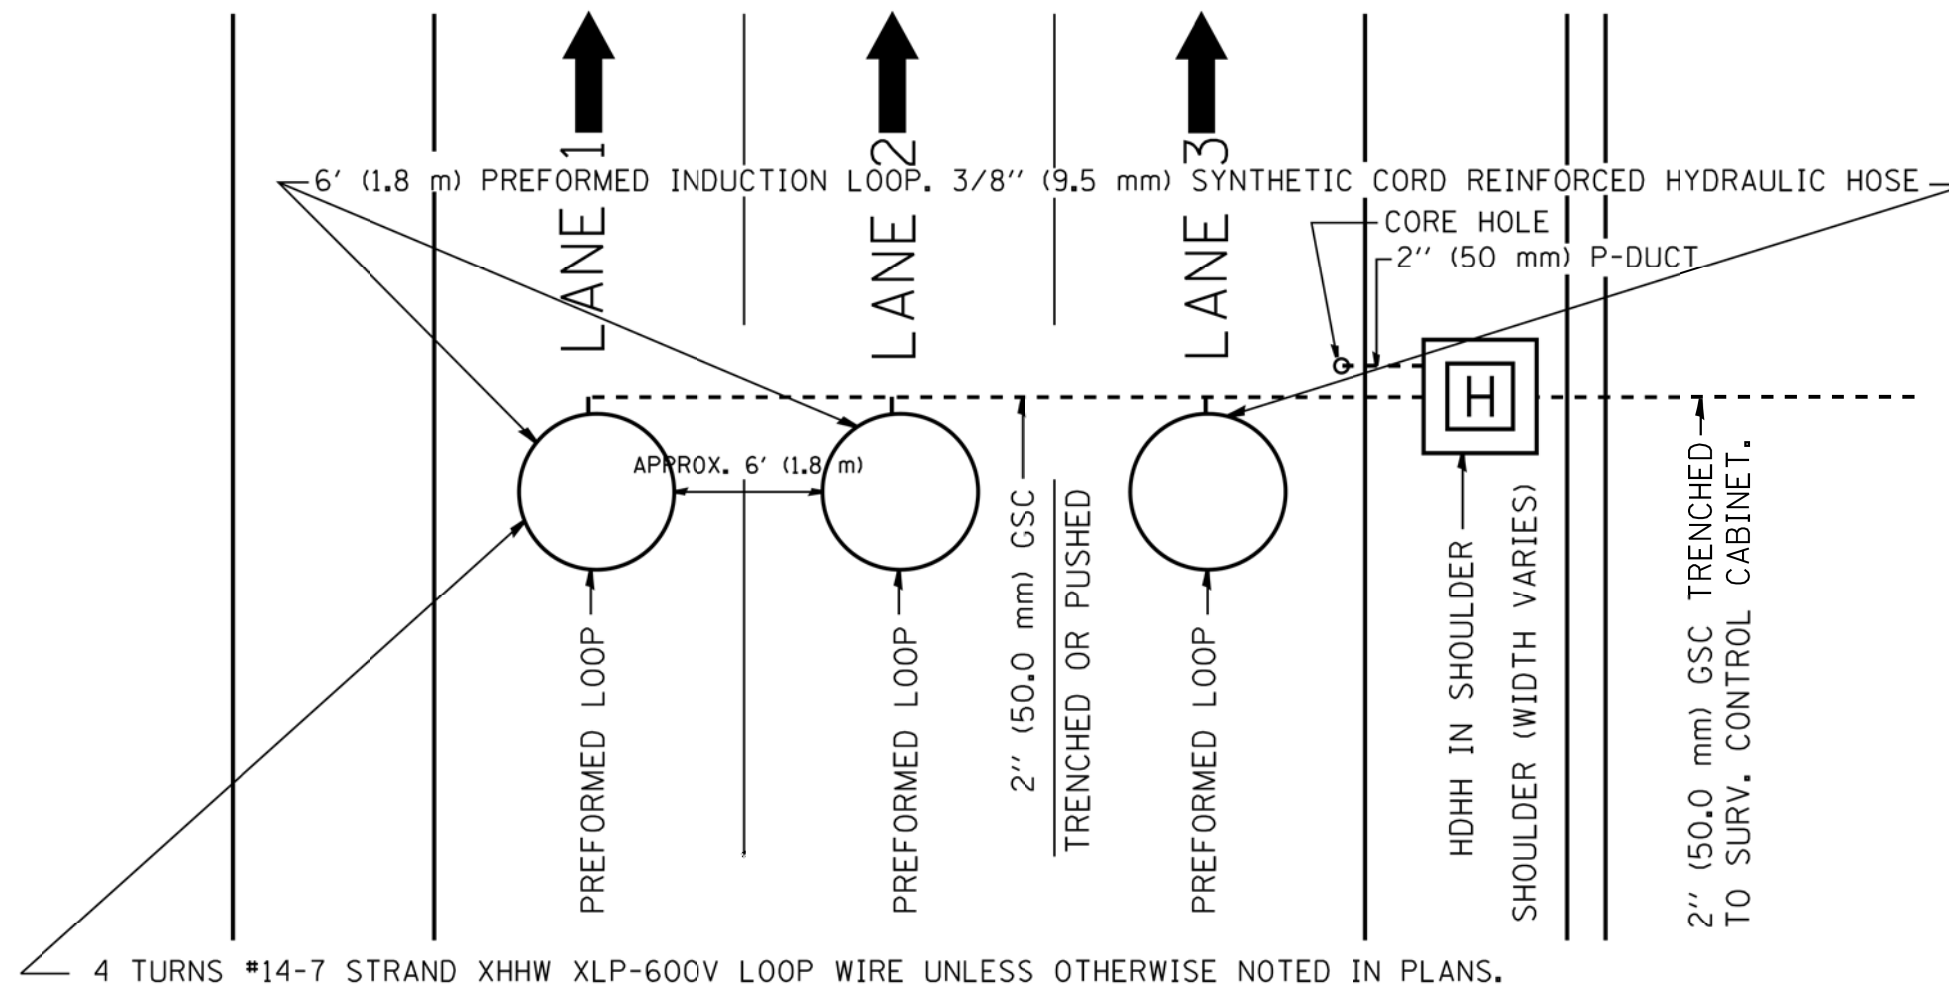 LANE 1
LANE 2
LANE 3
6' (1.8 m) PREFORMED INDUCTION LOOP. 3/8'' (9.5 mm) SYNTHETIC CORD REINFORCED HYDRAULIC HOSE
CORE HOLE
2'' (50 mm) P-DUCT
H
APPROX. 6' (1.8 m)
PREFORMED LOOP
PREFORMED LOOP
2'' (50.0 mm) GSC
TRENCHED OR PUSHED
PREFORMED LOOP
HDHH IN SHOULDER
SHOULDER (WIDTH VARIES)
2'' (50.0 mm) GSC TRENCHED
TO SURV. CONTROL CABINET.
4 TURNS #14-7 STRAND XHHW XLP-600V LOOP WIRE UNLESS OTHERWISE NOTED IN PLANS.